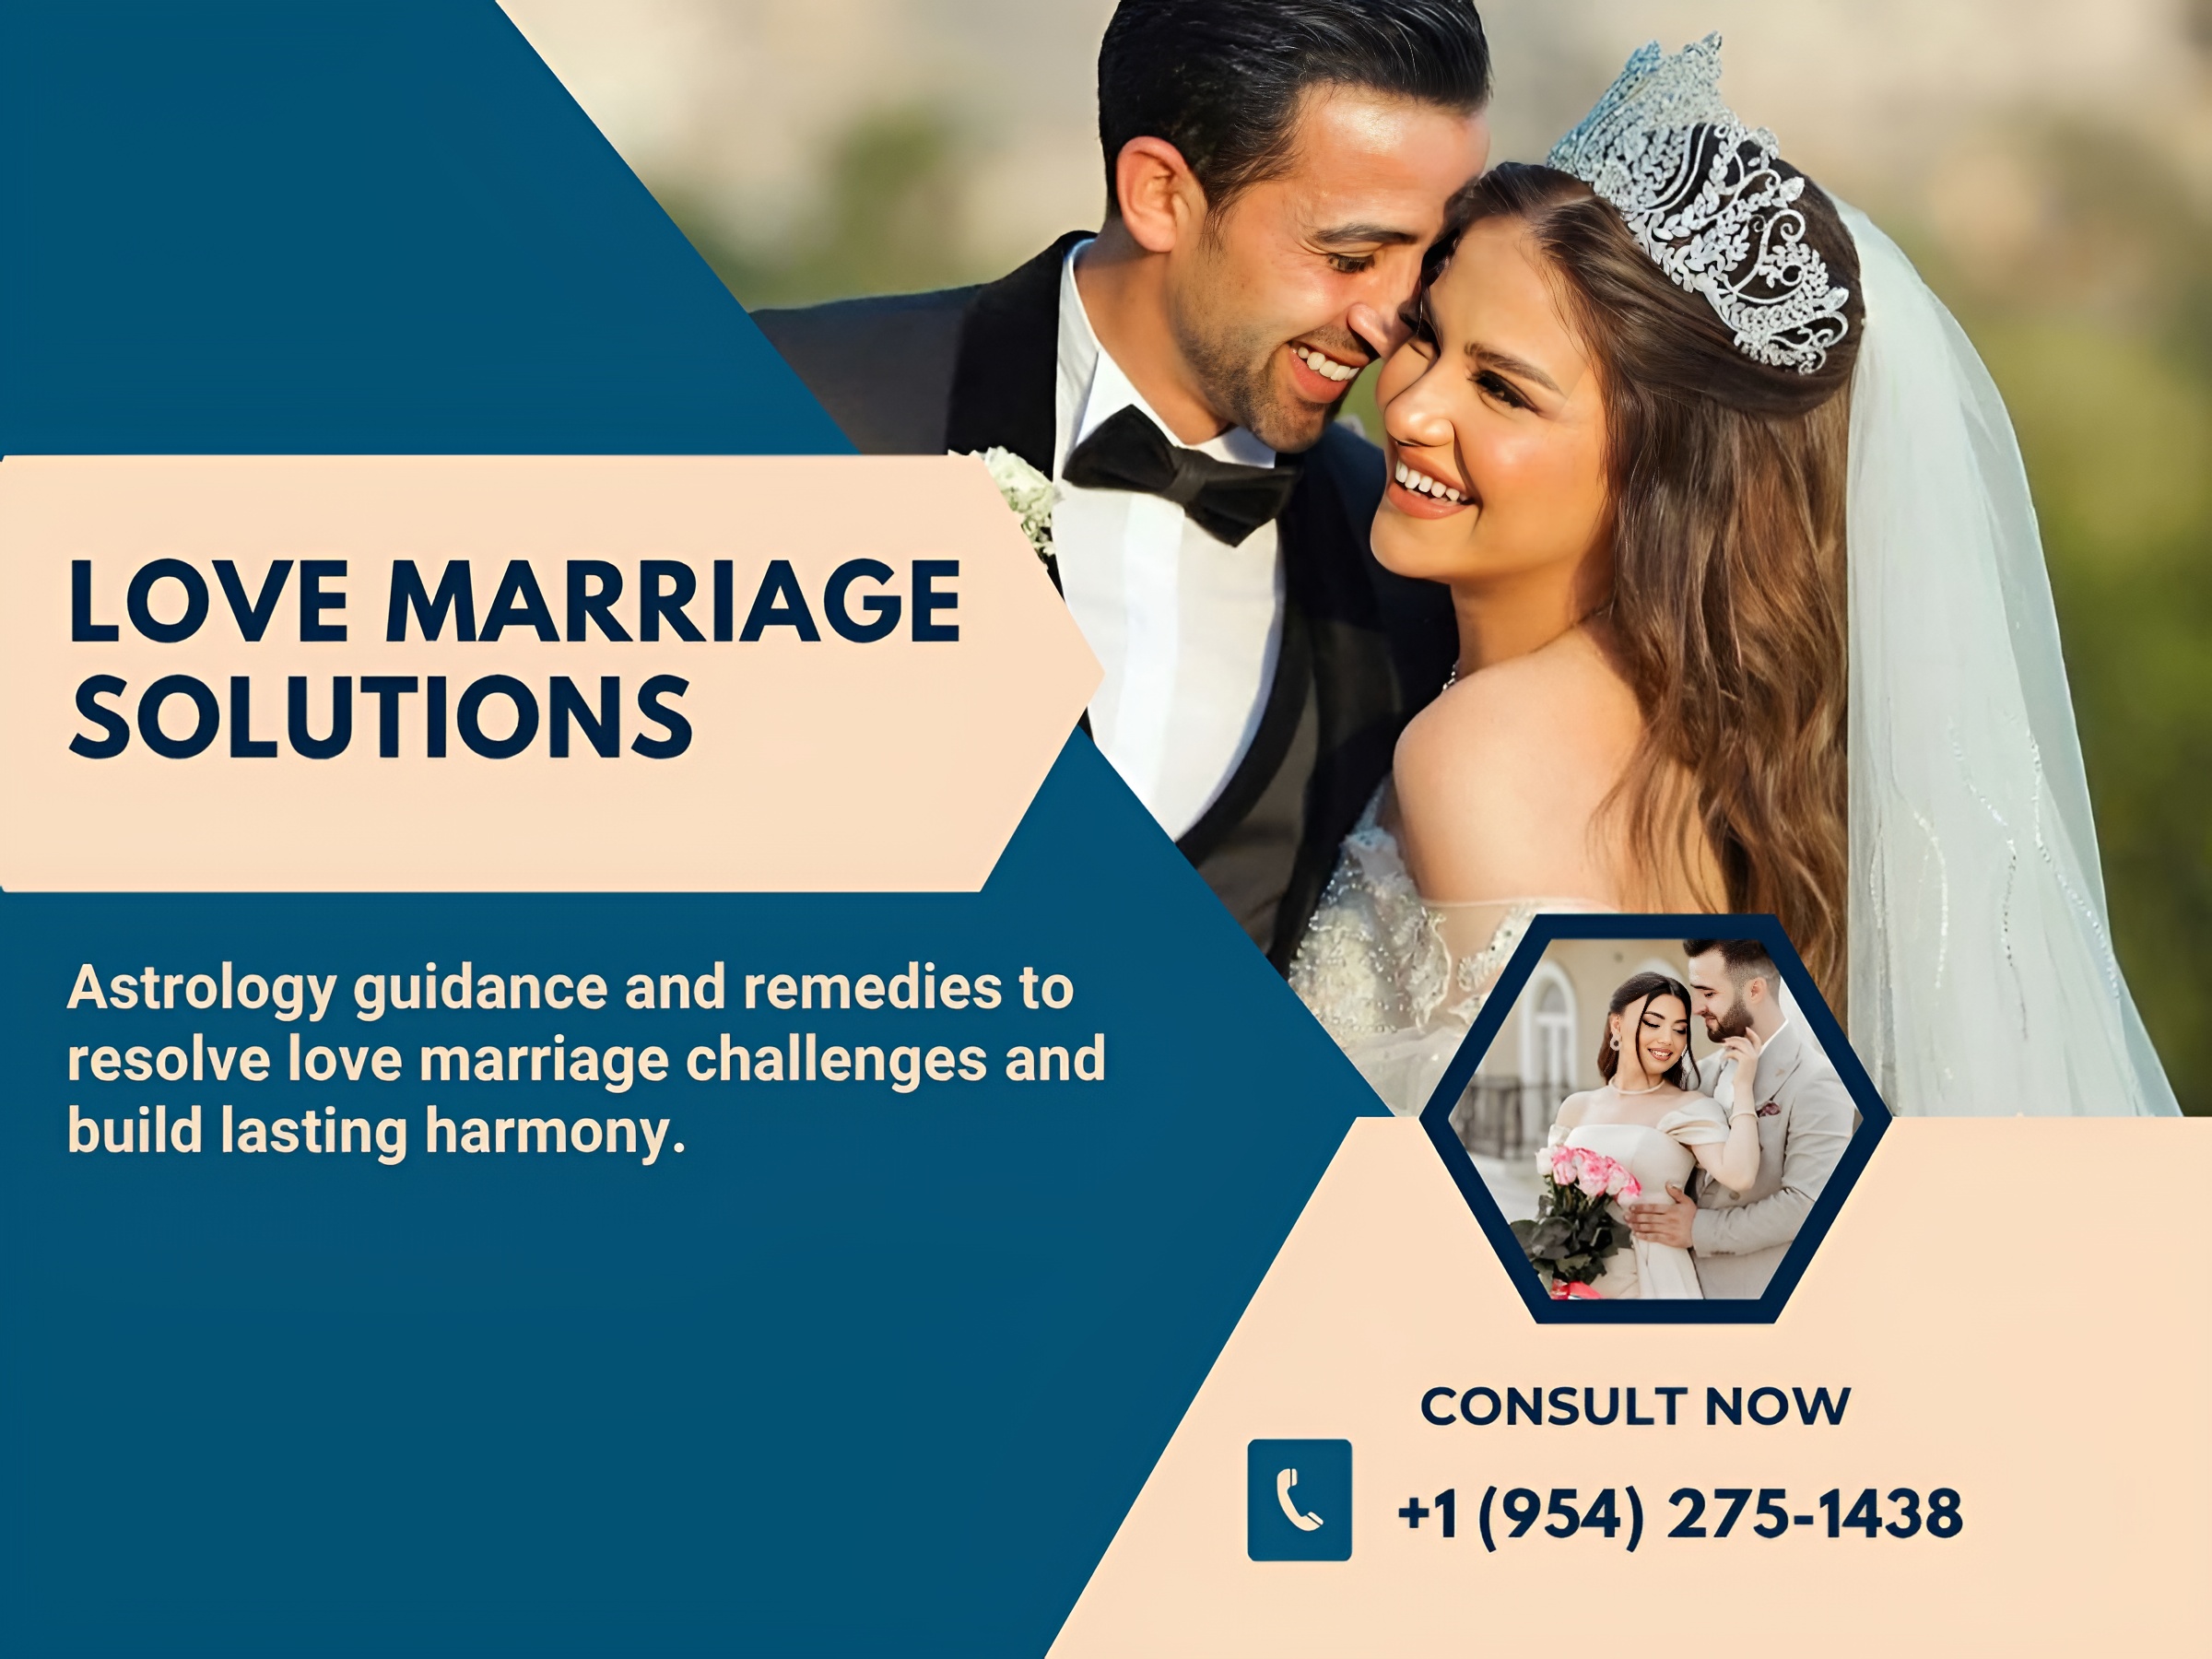 LOVE MARRIAGE
SOLUTIONS
Astrology guidance and remedies to
resolve love marriage challenges and
build lasting harmony.
CONSULT NOW
+1 (954) 275-1438